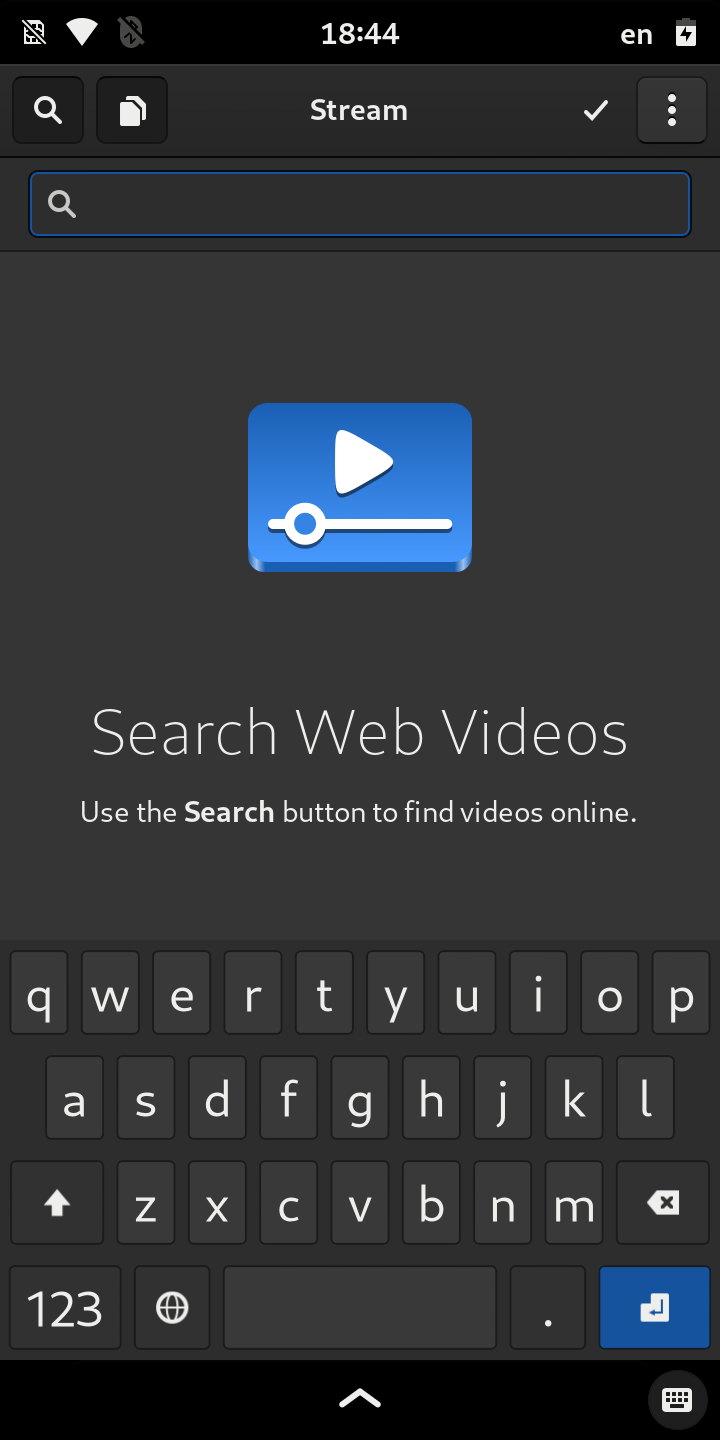 18:44
en
Stream
Search Web Videos
Use the Search button to find videos online.
q w e r t y u i o p
a s d f g h j k l
z x c v b n m
123 .